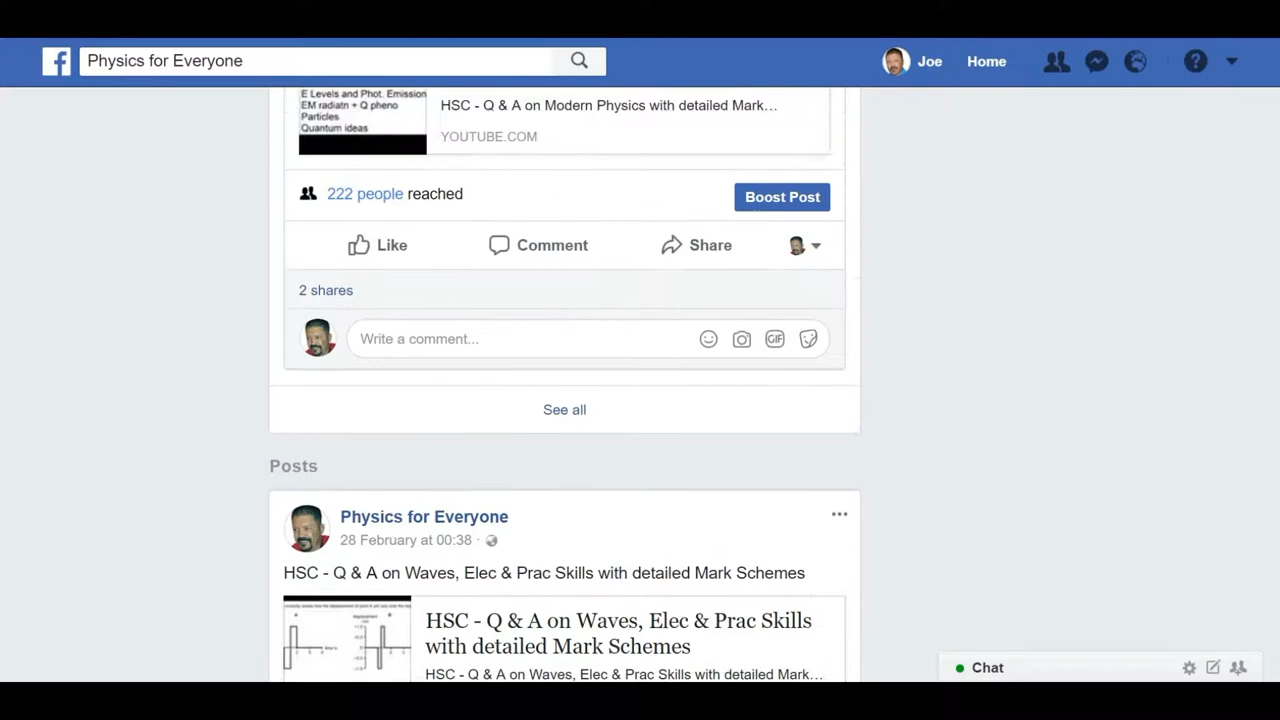 Physics for Everyone
Joe
Home
E Levels and Phot. Emission
EM radiatn + Q pheno
Particles
Quantum ideas
HSC - Q & A on Modern Physics with detailed Mark...
YOUTUBE.COM
222 people reached
Boost Post
Like
Comment
Share
2 shares
Write a comment...
GIF
See all
Posts
Physics for Everyone
28 February at 00:38 ·
HSC - Q & A on Waves, Elec & Prac Skills with detailed Mark Schemes
HSC - Q & A on Waves, Elec & Prac Skills
with detailed Mark Schemes
HSC - Q & A on Waves, Elec & Prac Skills with detailed Mark...
Chat